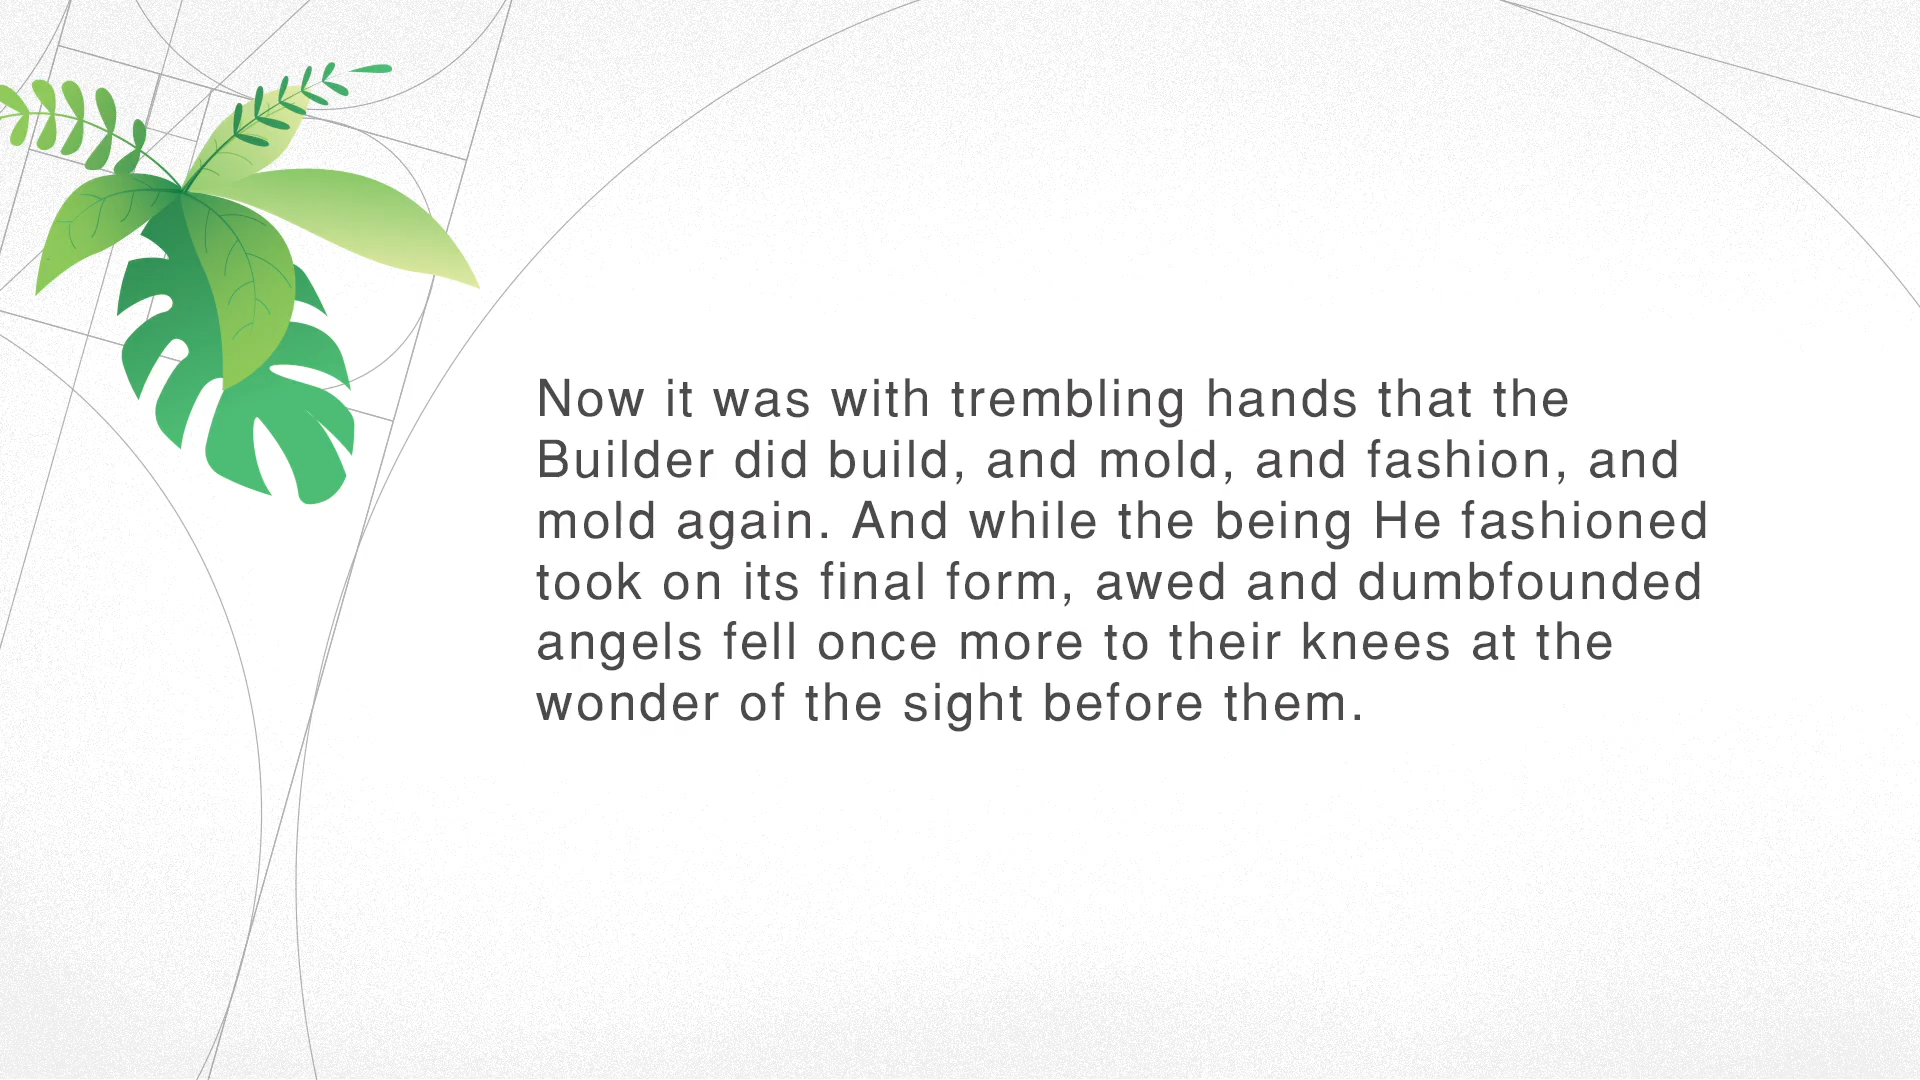 Now it was with trembling hands that the
Builder did build, and mold, and fashion, and
mold again. And while the being He fashioned
took on its final form, awed and dumbfounded
angels fell once more to their knees at the
wonder of the sight before them.